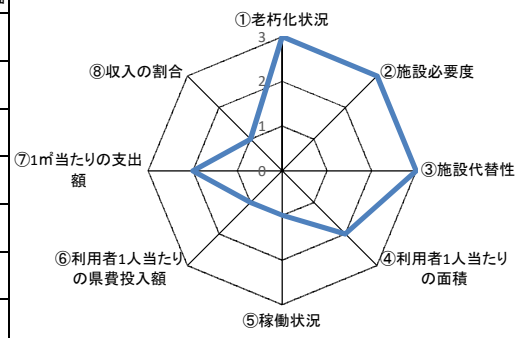 ①老朽化状況
3
⑧収入の割合
②施設必要度
2
1
⑦1㎡当たりの支出
額
0
③施設代替性
⑥利用者1人当たり
の県費投入額
④利用者1人当たり
の面積
⑤稼働状況